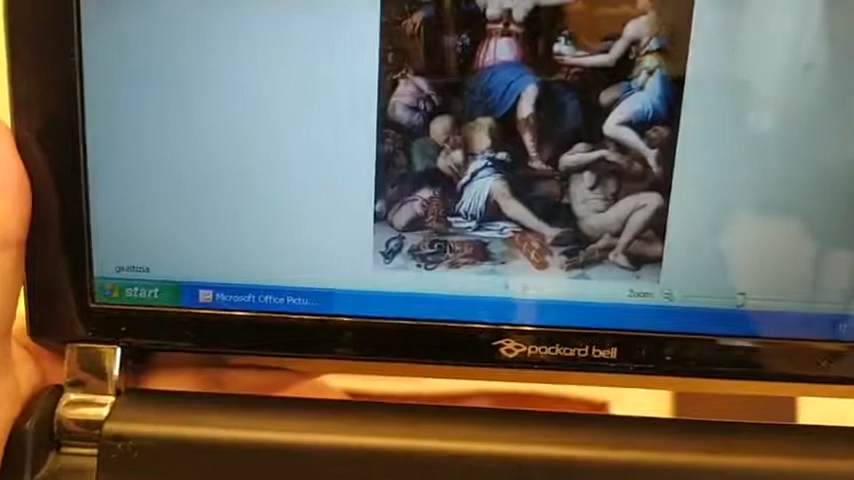 giustizia
start
Microsoft Office Pictu...
Zoom
packard bell